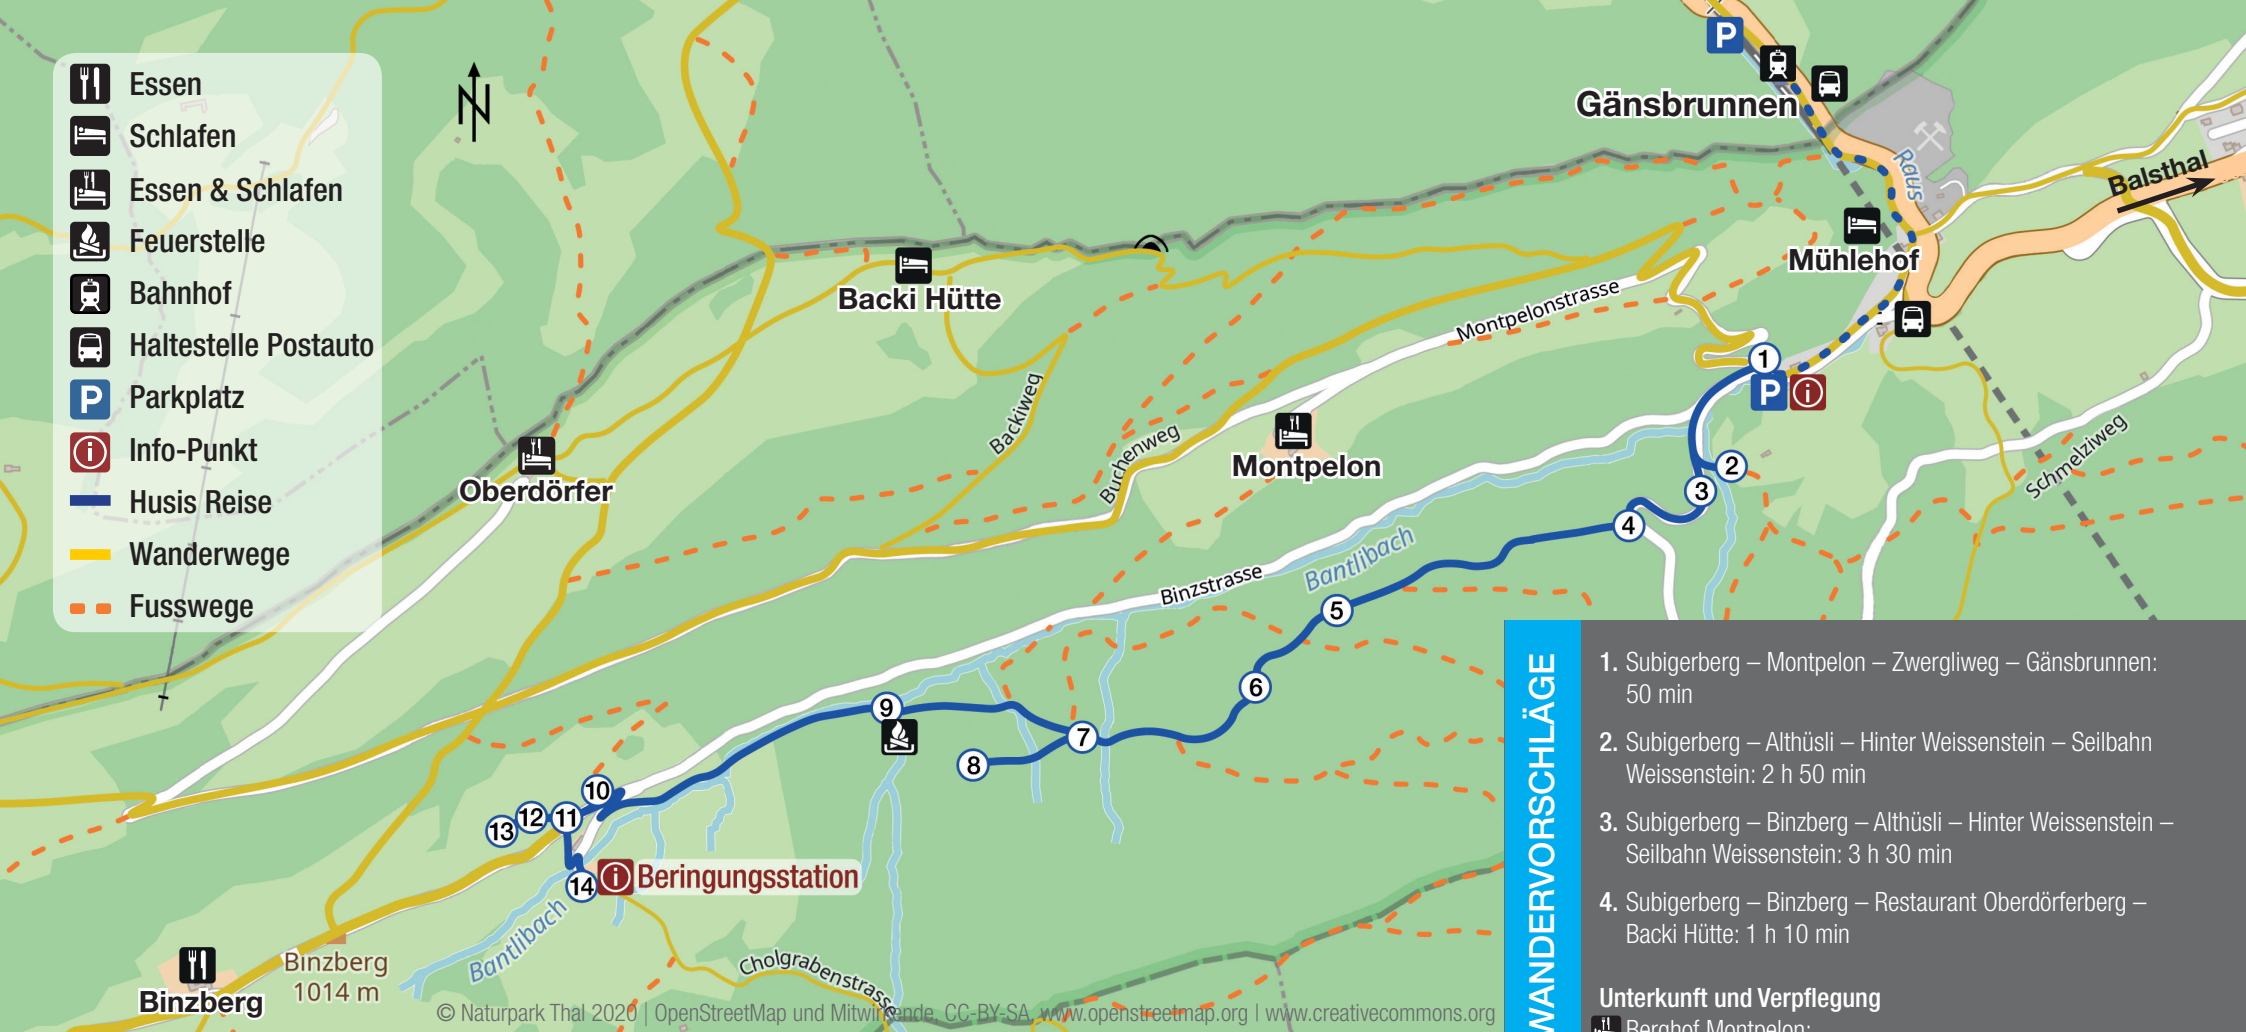 Essen
Schlafen
Essen & Schlafen
Feuerstelle
Bahnhof
Haltestelle Postauto
P Parkplatz
i Info-Punkt
Husis Reise
Wanderwege
Fusswege
N
P
Gänsbrunnen
Raus
Balsthal
Mühlehof
Backi Hütte
Montpelonstrasse
Backiweg
Buchenweg
Montpelon
Oberdörfer
Schmelziweg
Binzstrasse
Bantlibach
1
P i
2
3
4
5
6
7
8
9
10
11
12
13
14
i Beringungsstation
Bantlibach
Cholgrabenstrasse
Binzberg
1014 m
Binzberg
© Naturpark Thal 2020 | OpenStreetMap und Mitwirkende, CC-BY-SA, www.openstreetmap.org | www.creativecommons.org
WANDERVORSCHLÄGE
1. Subigerberg – Montpelon – Zwergliweg – Gänsbrunnen:
50 min
2. Subigerberg – Althüsli – Hinter Weissenstein – Seilbahn
Weissenstein: 2 h 50 min
3. Subigerberg – Binzberg – Althüsli – Hinter Weissenstein –
Seilbahn Weissenstein: 3 h 30 min
4. Subigerberg – Binzberg – Restaurant Oberdörferberg –
Backi Hütte: 1 h 10 min
Unterkunft und Verpflegung
Berghof Montpelon: